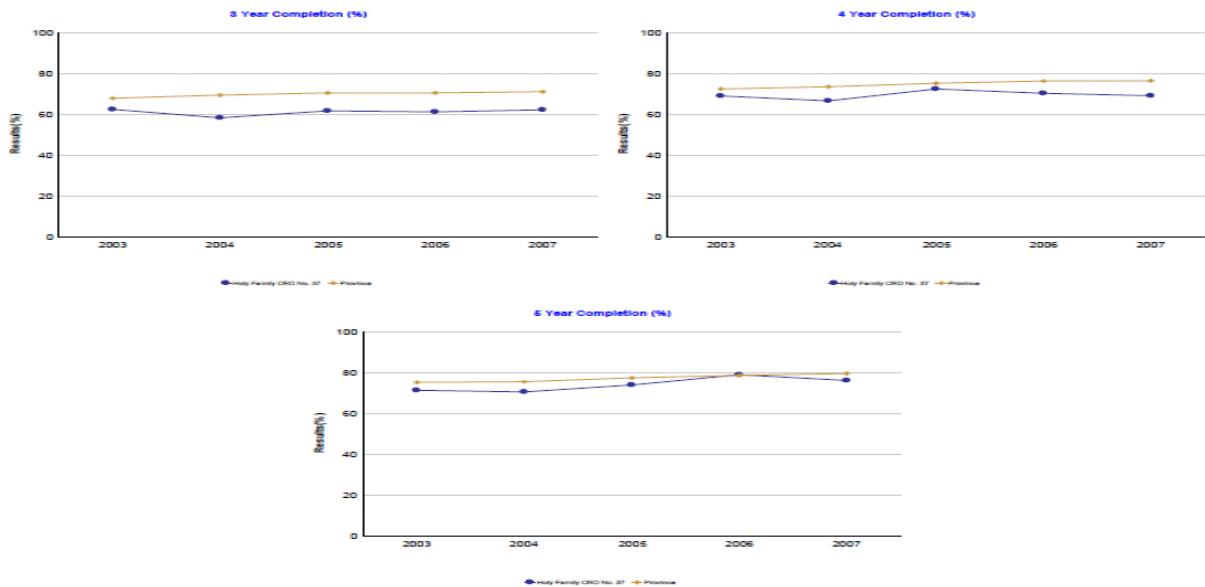 3 Year Completion (%)
100
80
60
40
20
0
Results(%)
2003 2004 2005 2006 2007
Holy Family CRD No. 37 Province
4 Year Completion (%)
100
80
60
40
20
0
Results(%)
2003 2004 2005 2006 2007
Holy Family CRD No. 37 Province
5 Year Completion (%)
100
80
60
40
20
0
Results(%)
2003 2004 2005 2006 2007
Holy Family CRD No. 37 Province